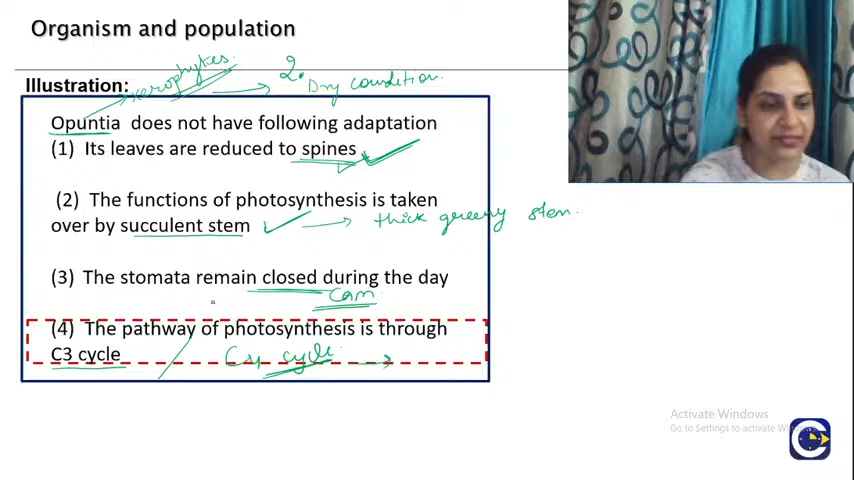 Organism and population
xerophykes. → 2. Dry condition.
Illustration:
Opuntia does not have following adaptation
(1) Its leaves are reduced to spines
(2) The functions of photosynthesis is taken
over by succulent stem → thick greeny stem.
(3) The stomata remain closed during the day
Cam
(4) The pathway of photosynthesis is through
C3 cycle cycle
Activate Windows
Go to Settings to activate Wind